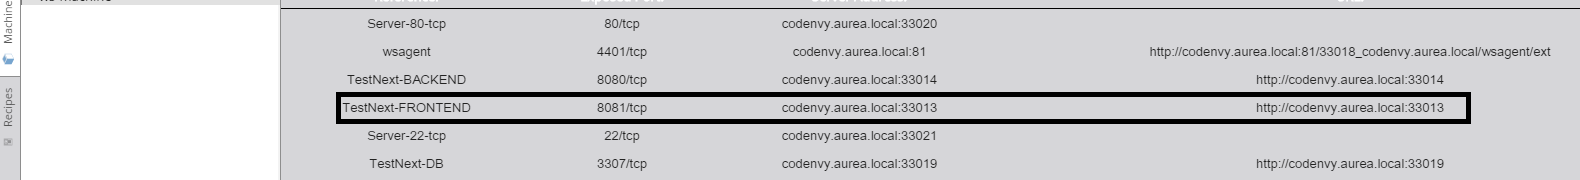 Machine
Recipes
Server-80-tcp 80/tcp codenvy.aurea.local:33020
wsagent 4401/tcp codenvy.aurea.local:81 http://codenvy.aurea.local:81/33018_codenvy.aurea.local/wsagent/ext
TestNext-BACKEND 8080/tcp codenvy.aurea.local:33014 http://codenvy.aurea.local:33014
TestNext-FRONTEND 8081/tcp codenvy.aurea.local:33013 http://codenvy.aurea.local:33013
Server-22-tcp 22/tcp codenvy.aurea.local:33021
TestNext-DB 3307/tcp codenvy.aurea.local:33019 http://codenvy.aurea.local:33019